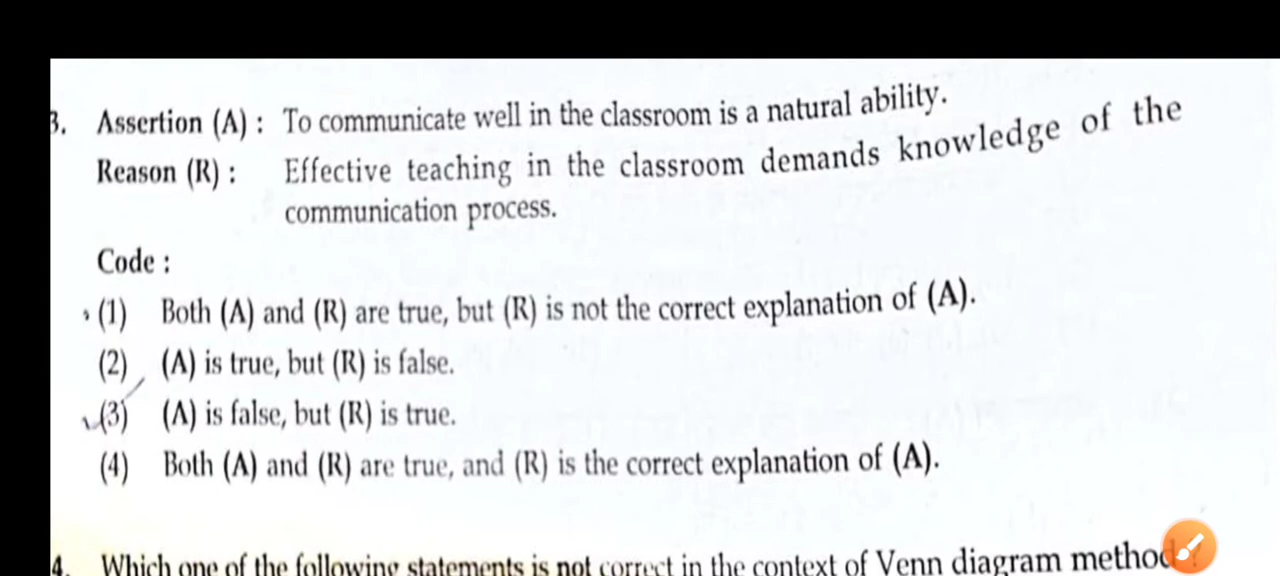 3. Assertion (A) : To communicate well in the classroom is a natural ability.
Reason (R) : Effective teaching in the classroom demands knowledge of the
communication process.
Code :
(1) Both (A) and (R) are true, but (R) is not the correct explanation of (A).
(2) (A) is true, but (R) is false.
(3) (A) is false, but (R) is true.
(4) Both (A) and (R) are true, and (R) is the correct explanation of (A).
4. Which one of the following statements is not correct in the context of Venn diagram method